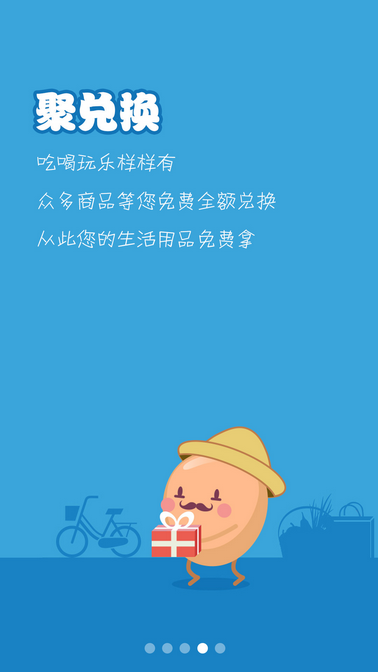 聚兑换
吃喝玩乐样样有
众多商品等您免费全额兑换
从此您的生活用品免费拿